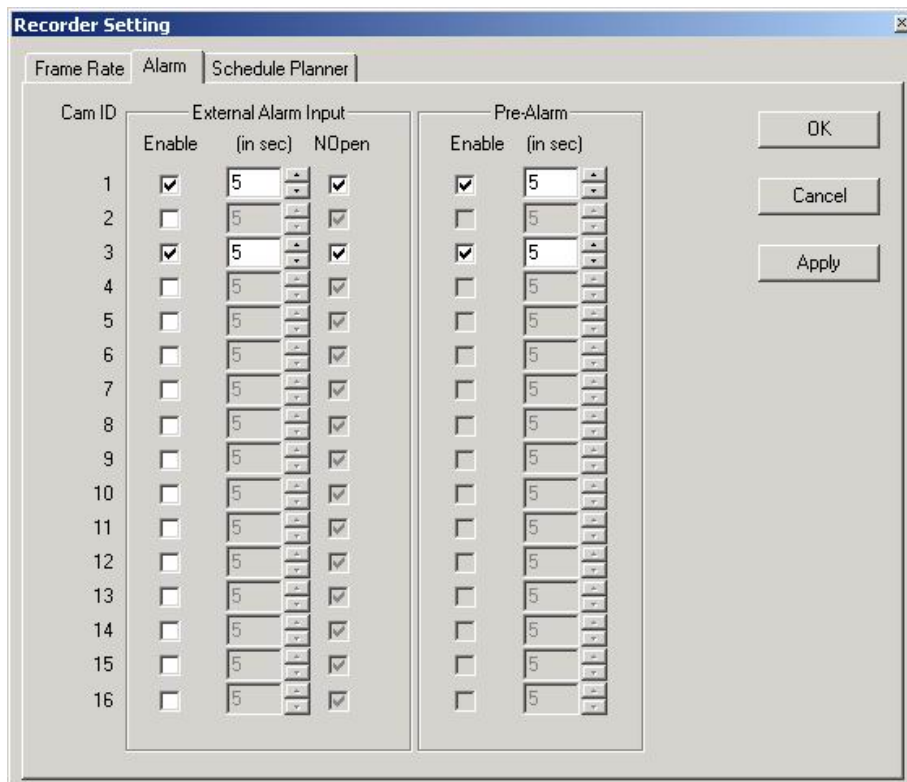 Recorder Setting
Frame Rate Alarm Schedule Planner
Cam ID External Alarm Input Pre-Alarm
Enable (in sec) NOpen Enable (in sec)
OK
Cancel
Apply
1 5 5
2 5 5
3 5 5
4 5 5
5 5 5
6 5 5
7 5 5
8 5 5
9 5 5
10 5 5
11 5 5
12 5 5
13 5 5
14 5 5
15 5 5
16 5 5